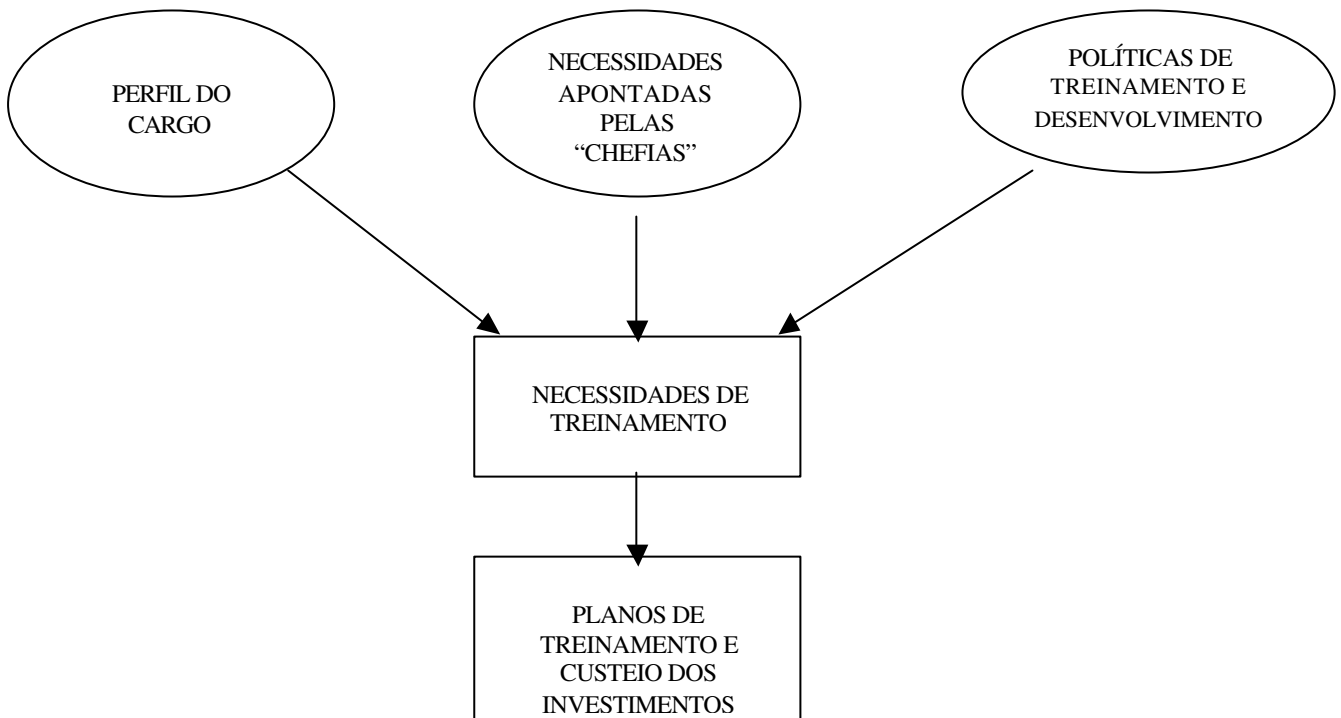 PERFIL DO
CARGO
NECESSIDADES
APONTADAS
PELAS
“CHEFIAS”
POLÍTICAS DE
TREINAMENTO E
DESENVOLVIMENTO
NECESSIDADES DE
TREINAMENTO
PLANOS DE
TREINAMENTO E
CUSTEIO DOS
INVESTIMENTOS